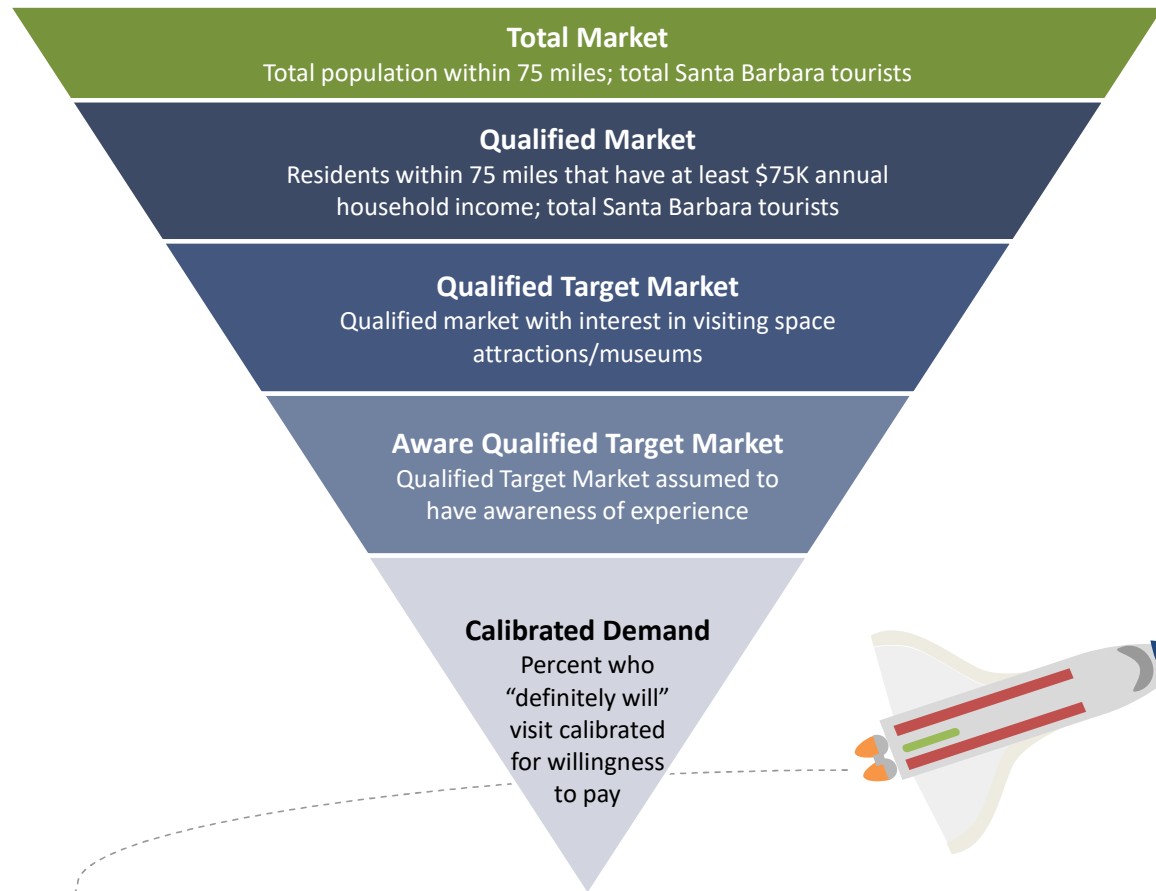 Total Market
Total population within 75 miles; total Santa Barbara tourists
Qualified Market
Residents within 75 miles that have at least $75K annual
household income; total Santa Barbara tourists
Qualified Target Market
Qualified market with interest in visiting space
attractions/museums
Aware Qualified Target Market
Qualified Target Market assumed to
have awareness of experience
Calibrated Demand
Percent who
“definitely will”
visit calibrated
for willingness
to pay